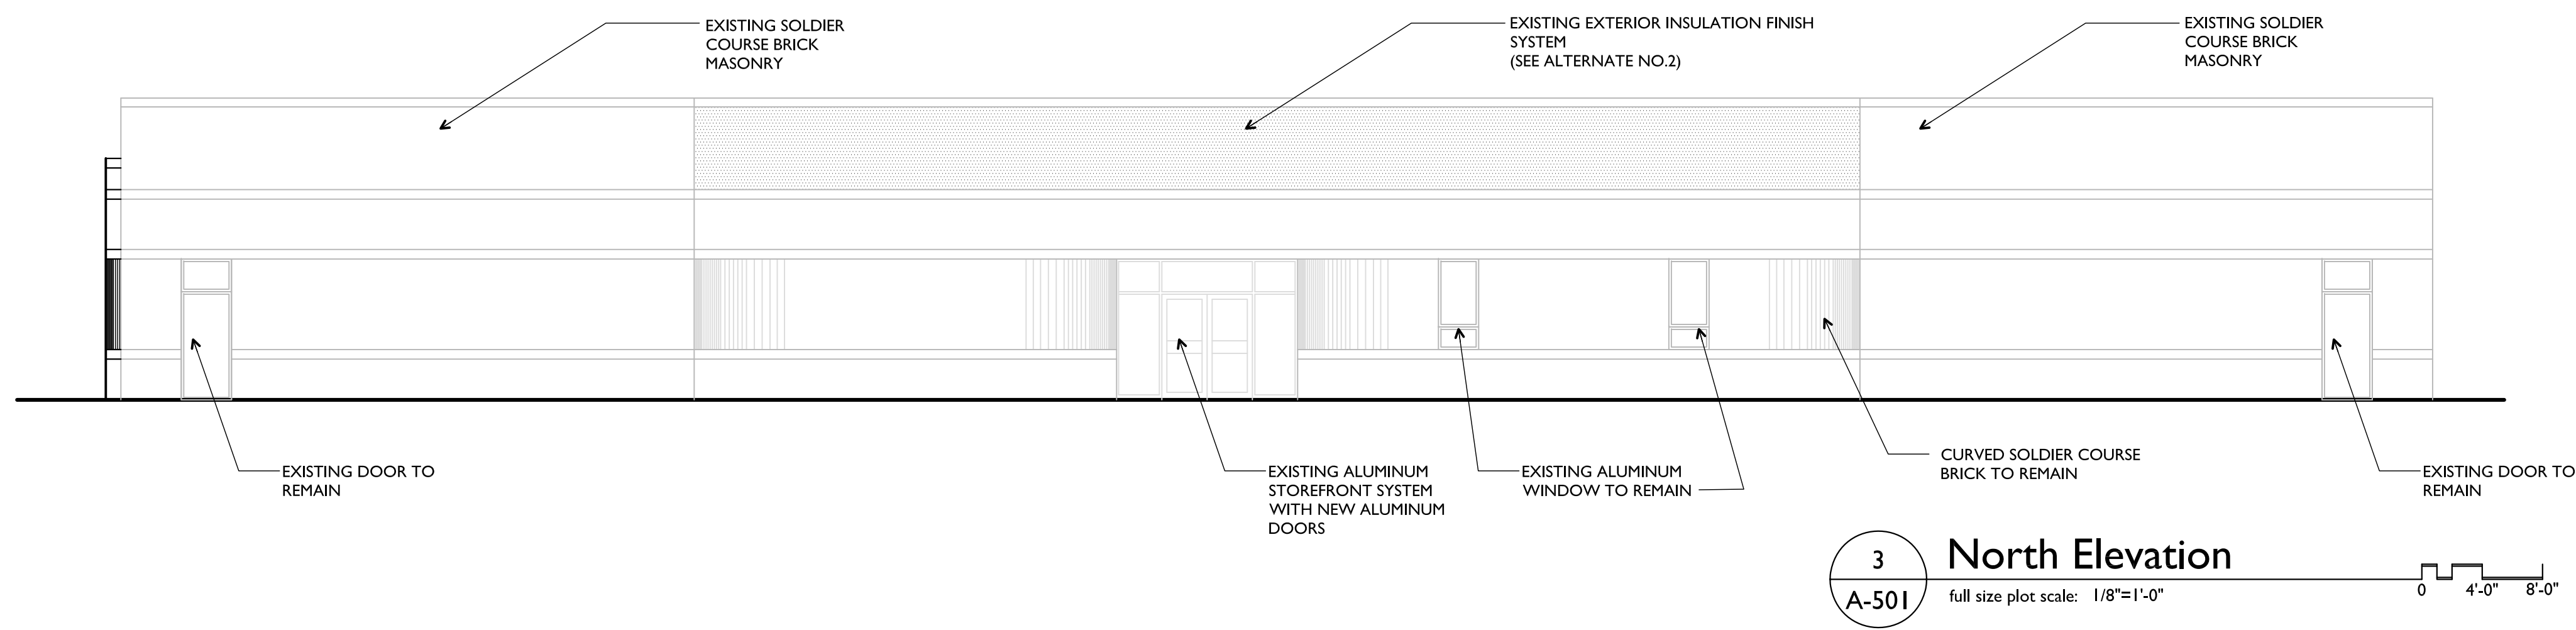 EXISTING SOLDIER
COURSE BRICK
MASONRY
EXISTING EXTERIOR INSULATION FINISH
SYSTEM
(SEE ALTERNATE NO.2)
EXISTING SOLDIER
COURSE BRICK
MASONRY
EXISTING DOOR TO
REMAIN
EXISTING ALUMINUM
STOREFRONT SYSTEM
WITH NEW ALUMINUM
DOORS
EXISTING ALUMINUM
WINDOW TO REMAIN
CURVED SOLDIER COURSE
BRICK TO REMAIN
EXISTING DOOR TO
REMAIN
3
A-501
North Elevation
full size plot scale: 1/8"=1'-0"
0 4'-0" 8'-0"